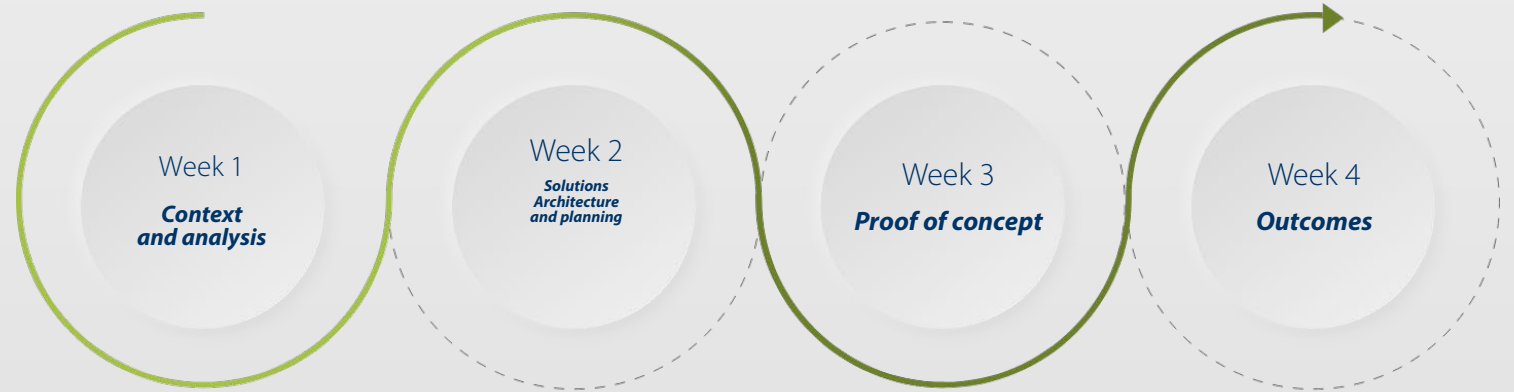 Week 1
Context
and analysis
Week 2
Solutions
Architecture
and planning
Week 3
Proof of concept
Week 4
Outcomes